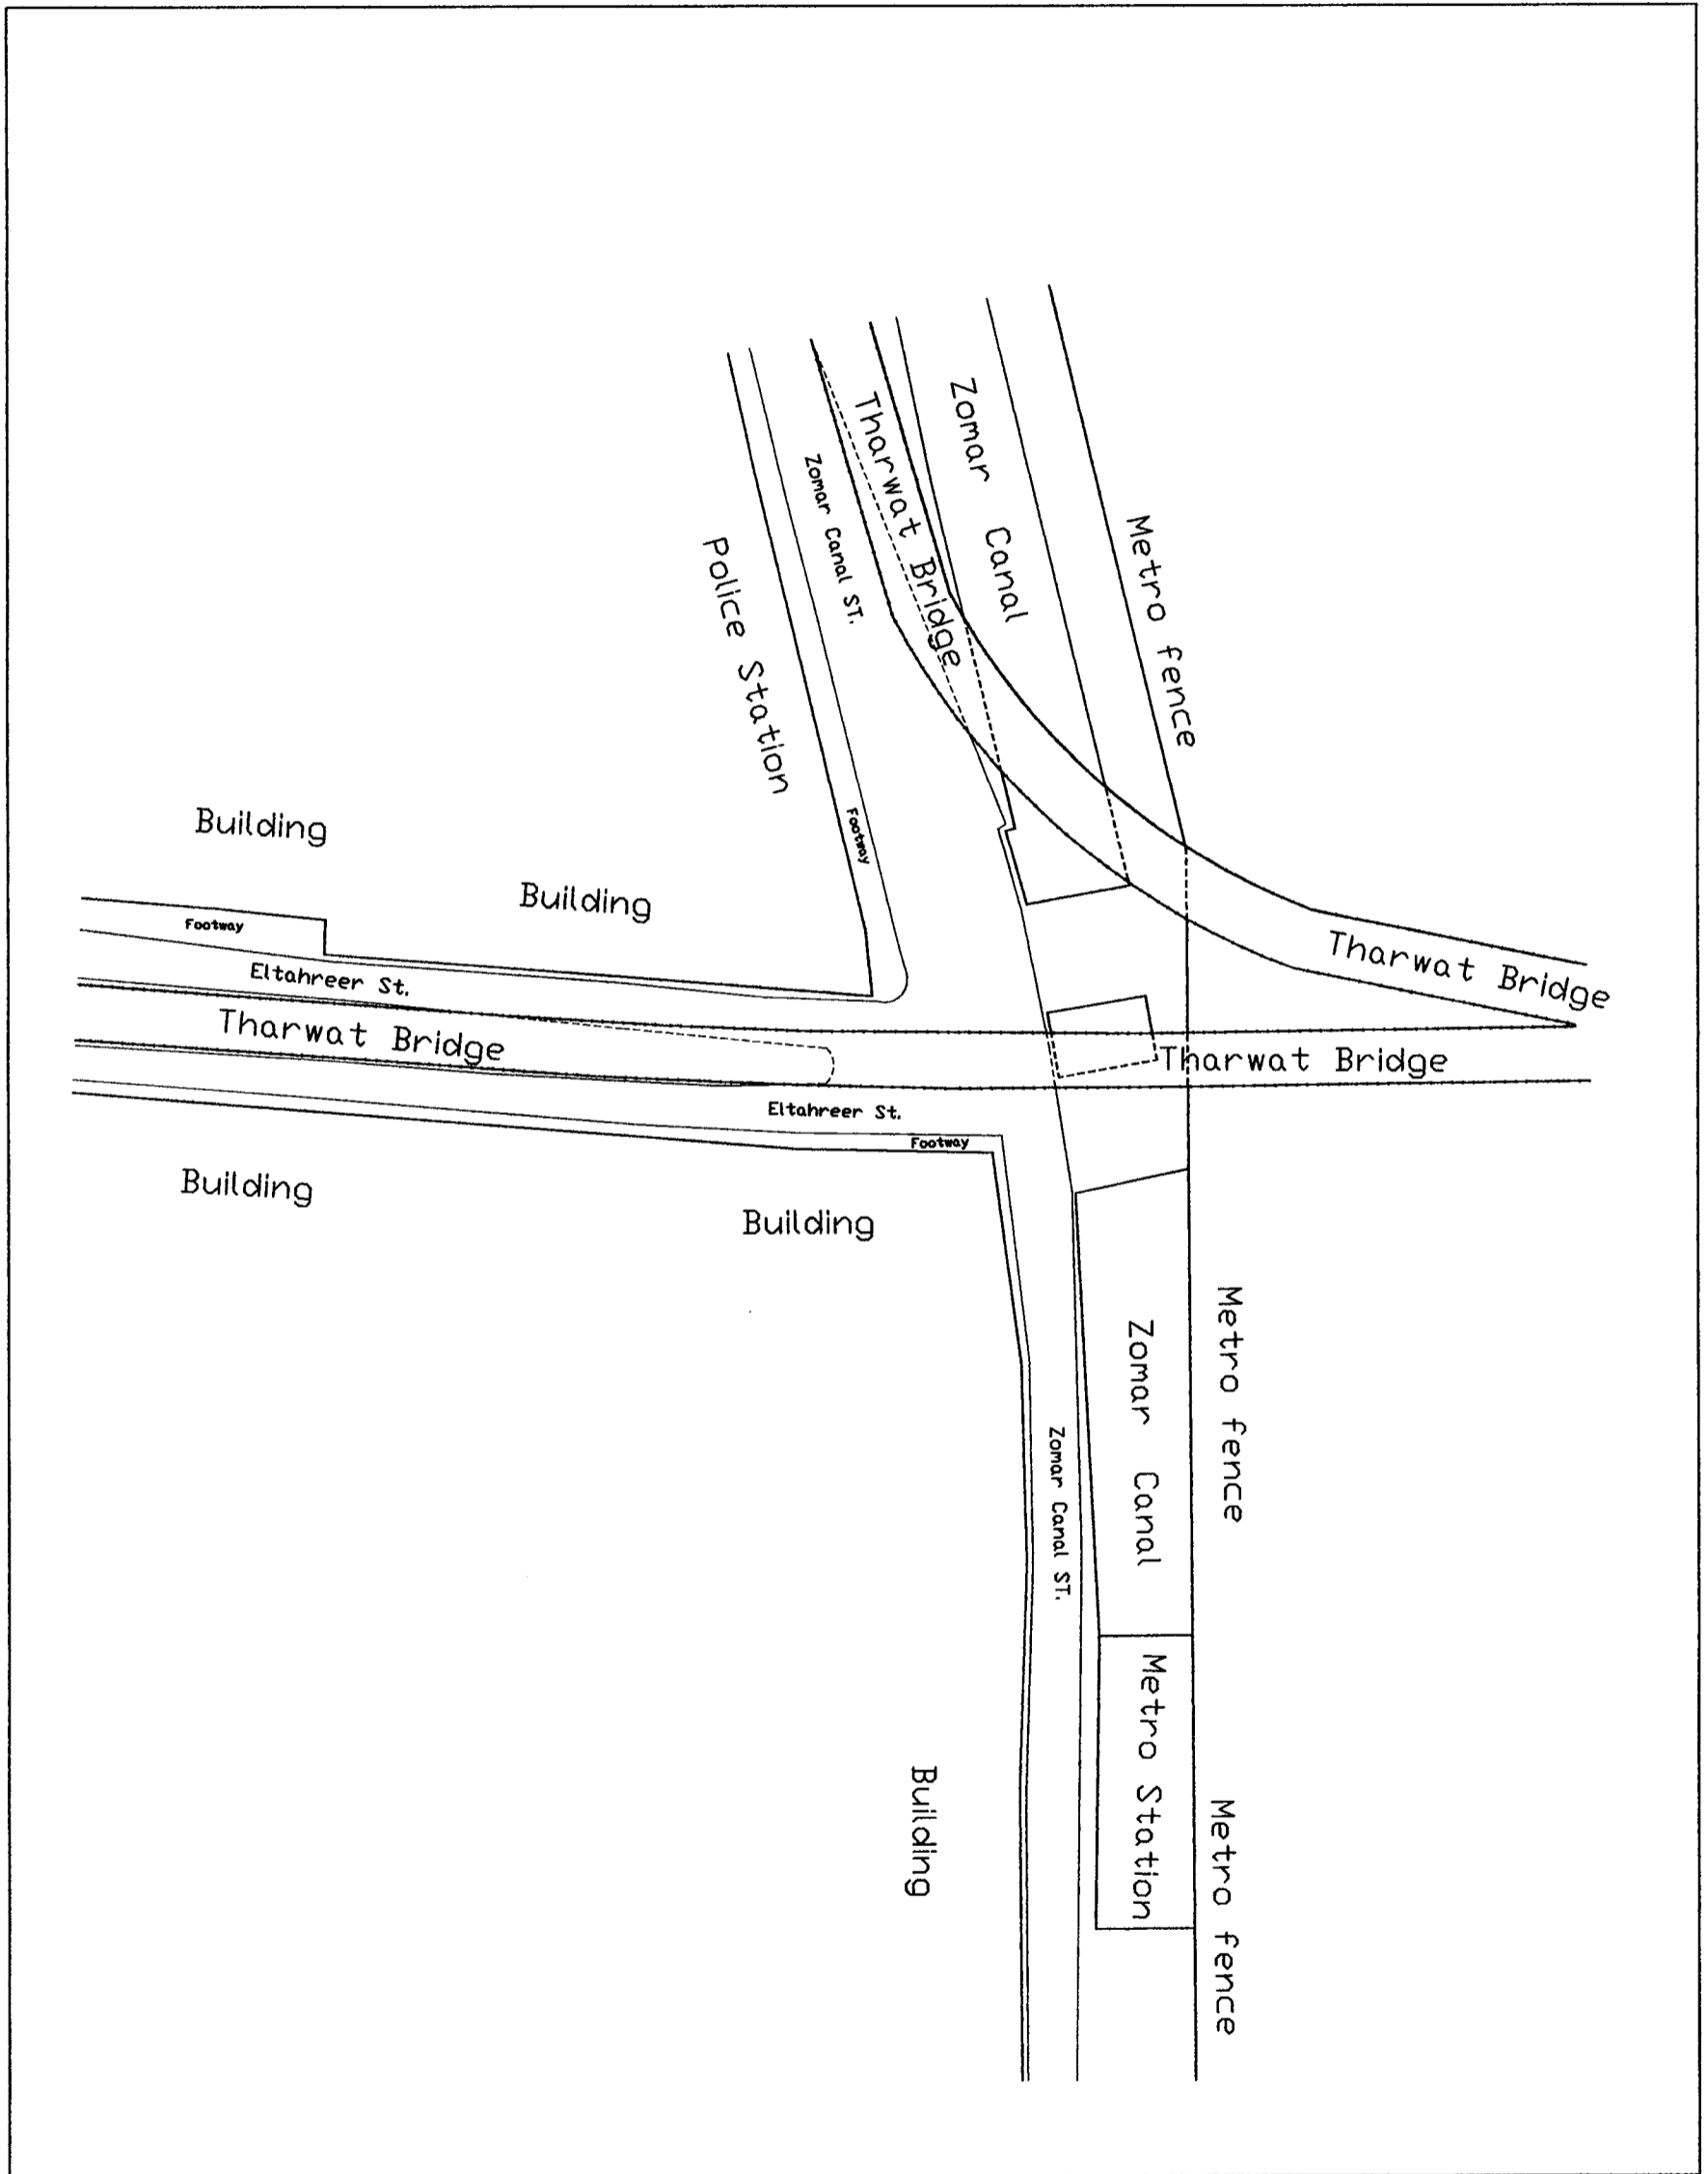 Zomar Canal
Tharwat Bridge
Zomar Canal ST.
Metro fence
Police Station
Footway
Building
Building
Footway
Eltahreer St.
Tharwat Bridge
Tharwat Bridge
Tharwat Bridge
Eltahreer St.
Footway
Building
Building
Metro fence
Zomar Canal
Zomar Canal ST.
Metro Station
Building
Metro fence